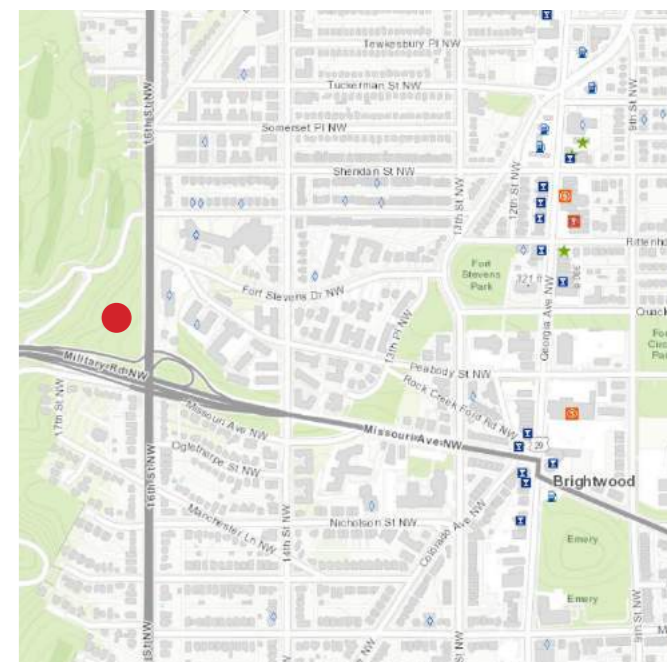 Tewkesbury Pl NW
Tuckerman St NW
16th St NW
9th St NW
Somerset Pl NW
Sheridan St NW
13th St NW
12th St NW
Fort
Stevens
Park
321 ft
Fort Stevens Dr NW
Georgia Ave NW
13th Pl NW
Military Rd NW
Peabody St NW
Rock Creek Ford Rd NW
17th St NW
Missouri Ave NW
Missouri Ave NW
29
Oglethorpe St NW
Brightwood
16th St NW
Manchester Ln NW
Nicholson St NW
14th St NW
Colorado Ave NW
Emery
Emery
9th St NW